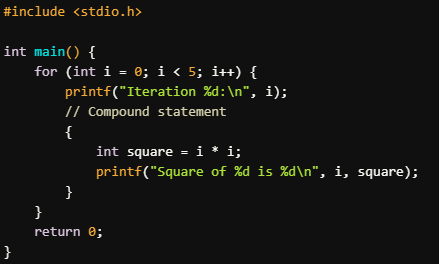 #include <stdio.h>

int main() {
    for (int i = 0; i < 5; i++) {
        printf("Iteration %d:\n", i);
        // Compound statement
        {
            int square = i * i;
            printf("Square of %d is %d\n", i, square);
        }
    }
    return 0;
}